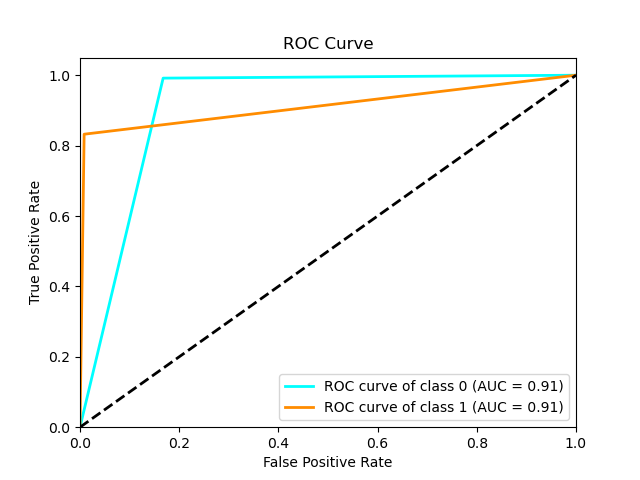 ROC Curve
True Positive Rate
1.0
0.8
0.6
0.4
0.2
0.0
0.0 0.2 0.4 0.6 0.8 1.0
False Positive Rate
ROC curve of class 0 (AUC = 0.91)
ROC curve of class 1 (AUC = 0.91)